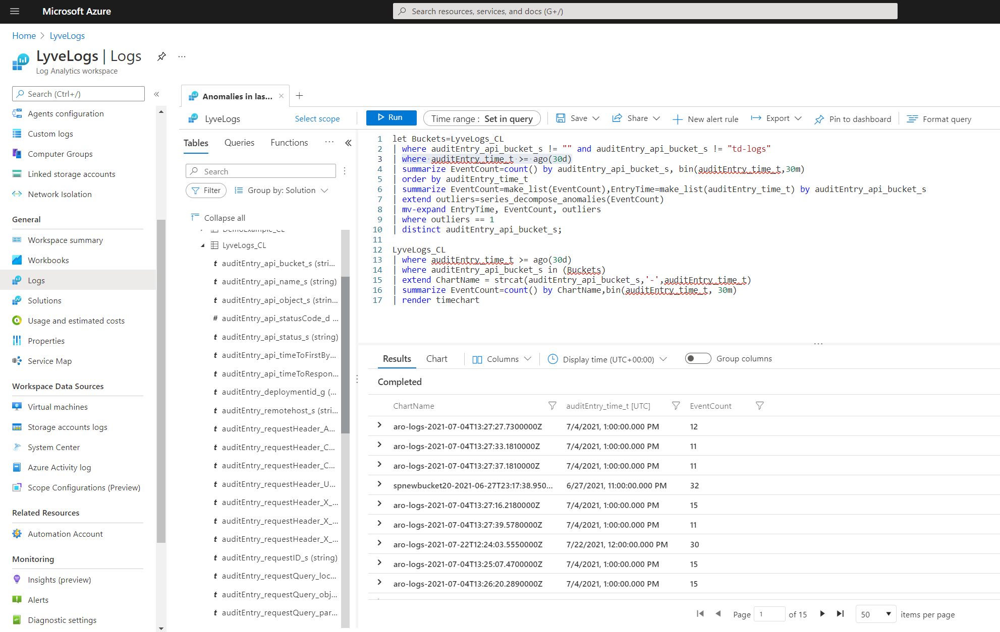 Microsoft Azure
Search resources, services, and docs (G+/)
Home > LyveLogs
LyveLogs | Logs
Log Analytics workspace
Search (Ctrl+/)
Agents configuration
Custom logs
Computer Groups
Linked storage accounts
Network Isolation
General
Workspace summary
Workbooks
Logs
Solutions
Usage and estimated costs
Properties
Service Map
Workspace Data Sources
Virtual machines
Storage accounts logs
System Center
Azure Activity log
Scope Configurations (Preview)
Related Resources
Automation Account
Monitoring
Insights (preview)
Alerts
Diagnostic settings
Anomalies in las...
LyveLogs
Select scope
Run
Time range : Set in query
Save
Share
New alert rule
Export
Pin to dashboard
Format query
Tables
Queries
Functions
Search
Filter
Group by: Solution
Collapse all
DemoExample_CL
LyveLogs_CL
t auditEntry_api_bucket_s (stri...
t auditEntry_api_name_s (string)
t auditEntry_api_object_s (strin...
# auditEntry_api_statusCode_d ...
t auditEntry_api_status_s (string)
t auditEntry_api_timeToFirstBy...
t auditEntry_api_timeToRespon...
t auditEntry_deploymentid_g (...
t auditEntry_remotehost_s (stri...
t auditEntry_requestHeader_A...
t auditEntry_requestHeader_C...
t auditEntry_requestHeader_C...
t auditEntry_requestHeader_U...
t auditEntry_requestHeader_X_...
t auditEntry_requestHeader_X_...
t auditEntry_requestHeader_X_...
t auditEntry_requestID_s (string)
t auditEntry_requestQuery_loc...
t auditEntry_requestQuery_obj...
t auditEntry_requestQuery_par...
1 let Buckets=LyveLogs_CL
2 | where auditEntry_api_bucket_s != "" and auditEntry_api_bucket_s != "td-logs"
3 | where auditEntry_time_t >= ago(30d)
4 | summarize EventCount=count() by auditEntry_api_bucket_s, bin(auditEntry_time_t,30m)
5 | order by auditEntry_time_t
6 | summarize EventCount=make_list(EventCount),EntryTime=make_list(auditEntry_time_t) by auditEntry_api_bucket_s
7 | extend outliers=series_decompose_anomalies(EventCount)
8 | mv-expand EntryTime, EventCount, outliers
9 | where outliers == 1
10 | distinct auditEntry_api_bucket_s;
11
12 LyveLogs_CL
13 | where auditEntry_time_t >= ago(30d)
14 | where auditEntry_api_bucket_s in (Buckets)
15 | extend ChartName = strcat(auditEntry_api_bucket_s,'-',auditEntry_time_t)
16 | summarize EventCount=count() by ChartName,bin(auditEntry_time_t, 30m)
17 | render timechart
Results
Chart
Columns
Display time (UTC+00:00)
Group columns
Completed
ChartName auditEntry_time_t [UTC] EventCount
aro-logs-2021-07-04T13:27:27.7300000Z 7/4/2021, 1:00:00.000 PM 12
aro-logs-2021-07-04T13:27:33.1810000Z 7/4/2021, 1:00:00.000 PM 11
aro-logs-2021-07-04T13:27:37.1810000Z 7/4/2021, 1:00:00.000 PM 11
spnewbucket20-2021-06-27T23:17:38.950... 6/27/2021, 11:00:00.000 PM 32
aro-logs-2021-07-04T13:27:16.2180000Z 7/4/2021, 1:00:00.000 PM 15
aro-logs-2021-07-04T13:27:39.5780000Z 7/4/2021, 1:00:00.000 PM 11
aro-logs-2021-07-22T12:24:03.5550000Z 7/22/2021, 12:00:00.000 PM 30
aro-logs-2021-07-04T13:25:07.4700000Z 7/4/2021, 1:00:00.000 PM 15
aro-logs-2021-07-04T13:26:20.2890000Z 7/4/2021, 1:00:00.000 PM 15
Page 1 of 15 50 items per page